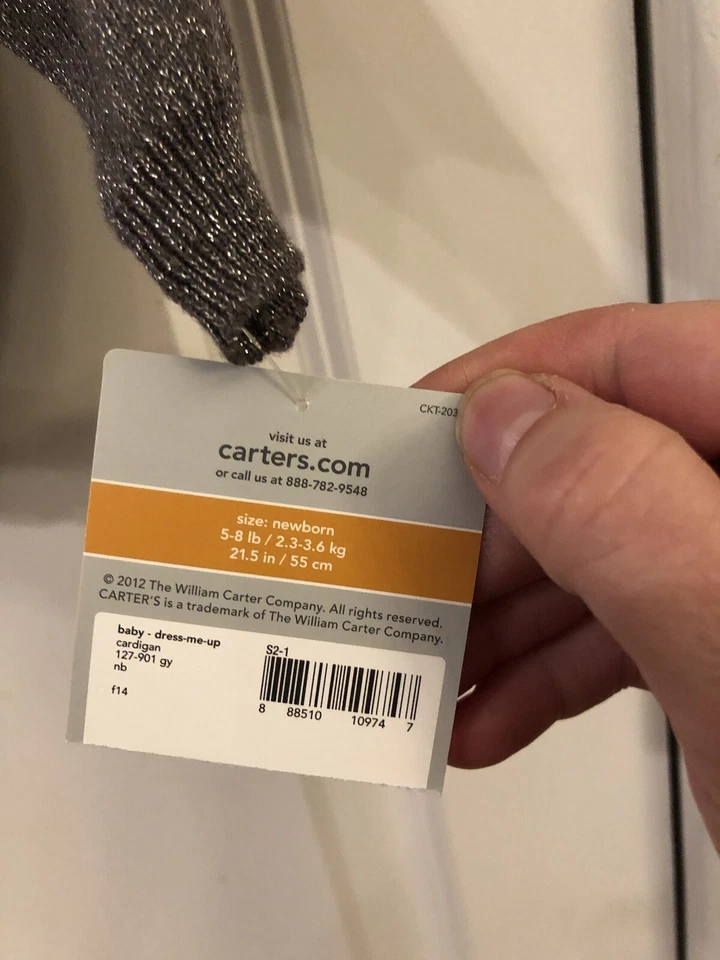 CKT-203
visit us at
carters.com
or call us at 888-782-9548
size: newborn
5-8 lb / 2.3-3.6 kg
21.5 in / 55 cm
© 2012 The William Carter Company. All rights reserved.
CARTER'S is a trademark of The William Carter Company.
baby - dress-me-up
cardigan
127-901 gy
nb
f14
S2-1
8 88510 10974 7